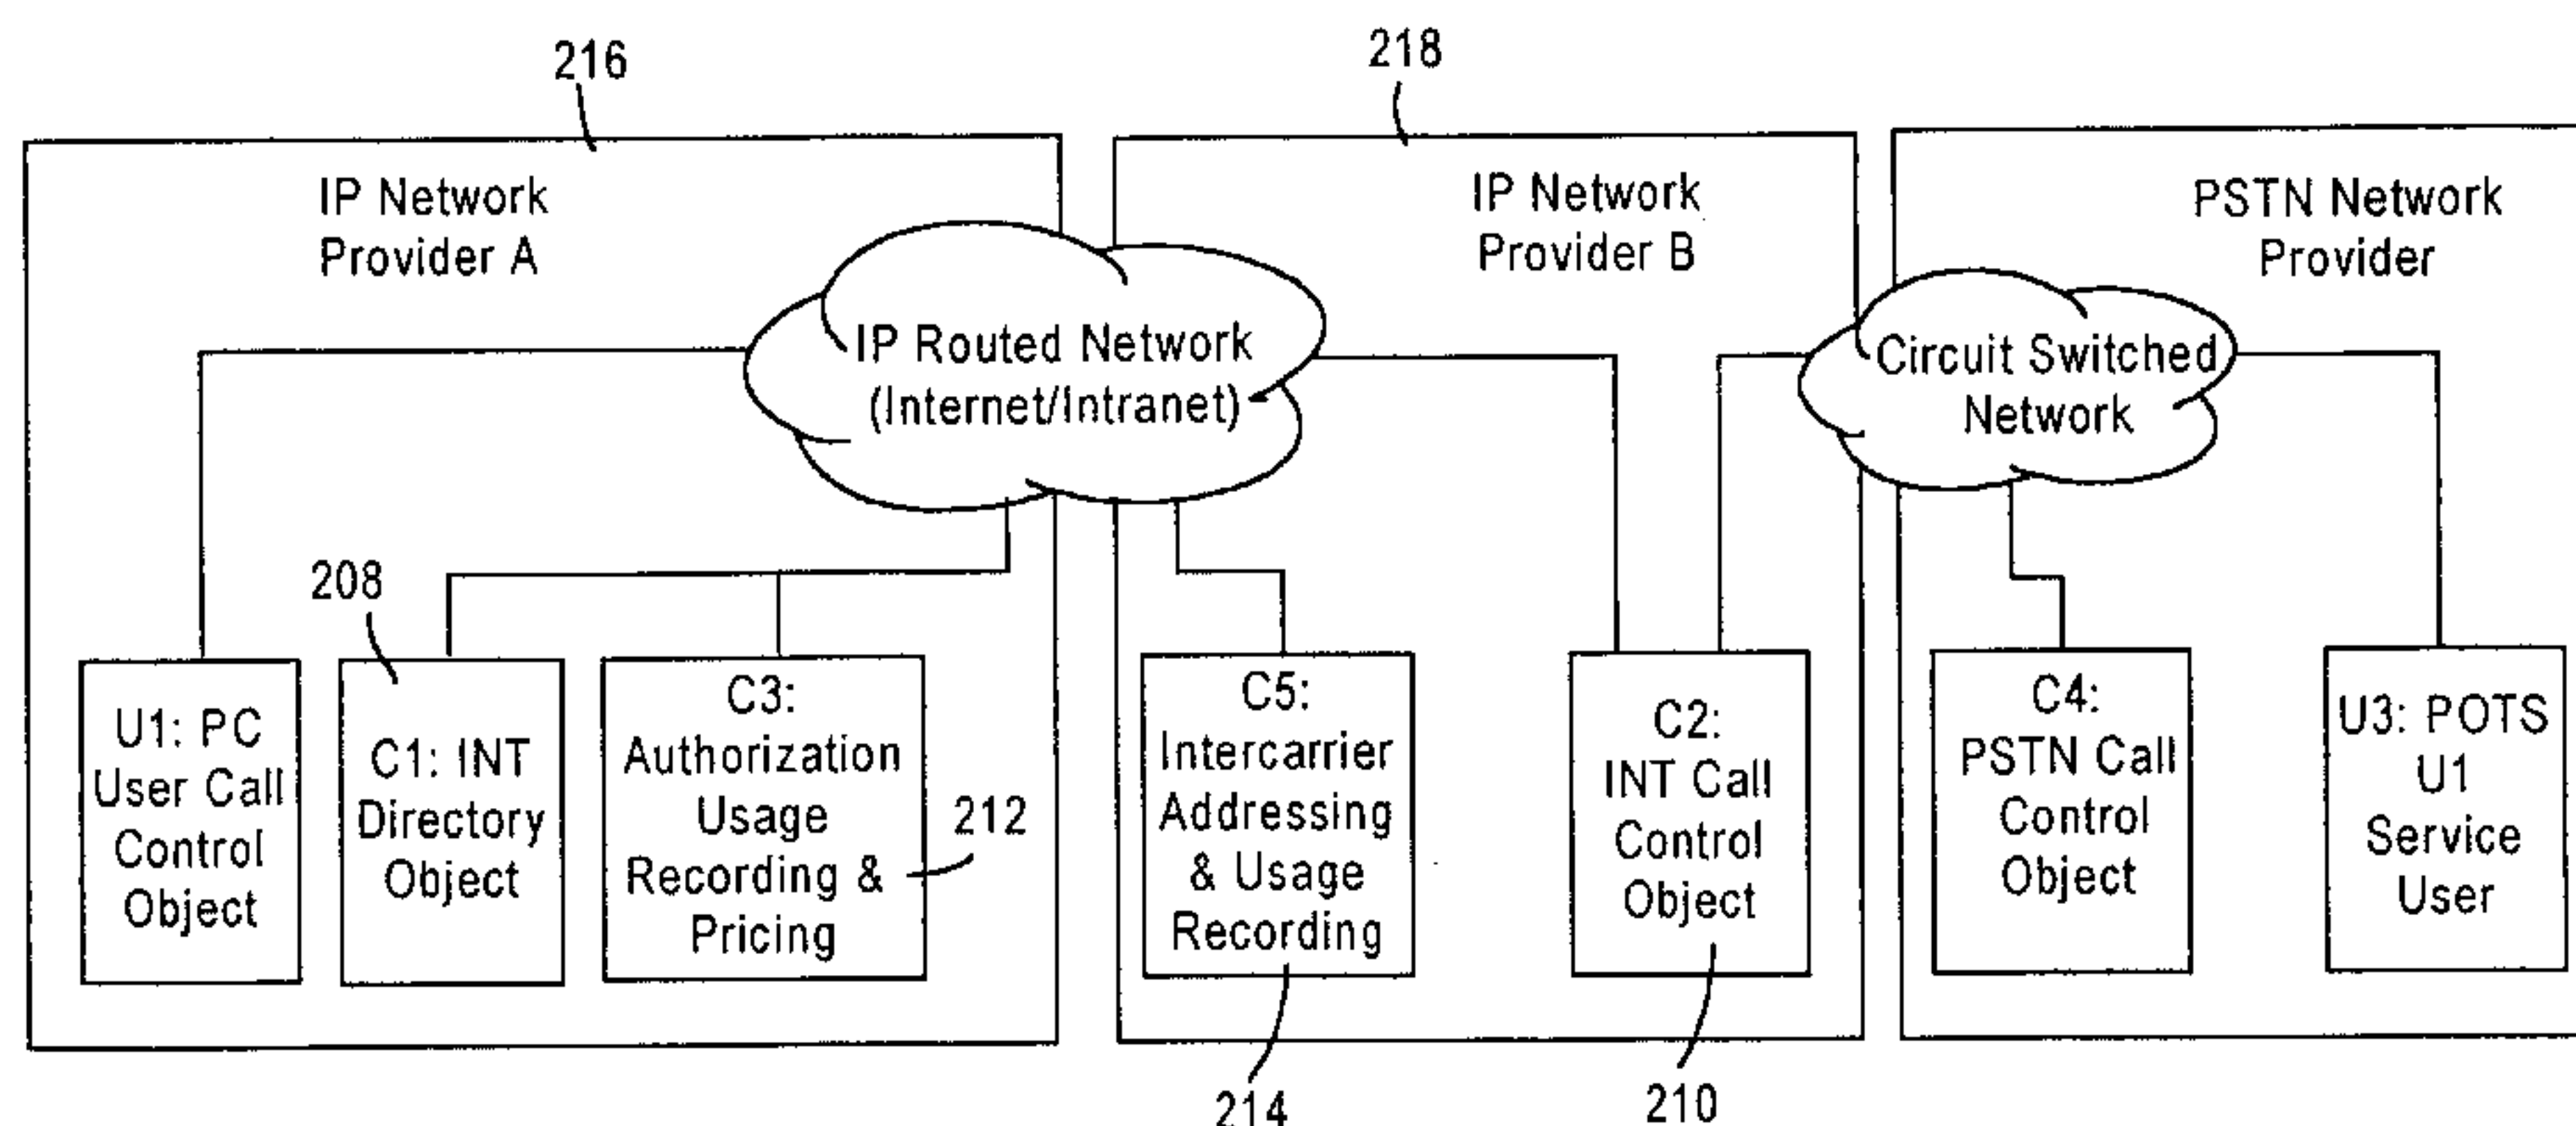 216
218
IP Network
Provider A
IP Network
Provider B
PSTN Network
Provider
IP Routed Network
(Internet/Intranet)
Circuit Switched
Network
208
U1: PC
User Call
Control
Object
C1: INT
Directory
Object
C3:
Authorization
Usage
Recording &
Pricing
212
C5:
Intercarrier
Addressing
& Usage
Recording
C2:
INT Call
Control
Object
C4:
PSTN Call
Control
Object
U3: POTS
U1
Service
User
214
210